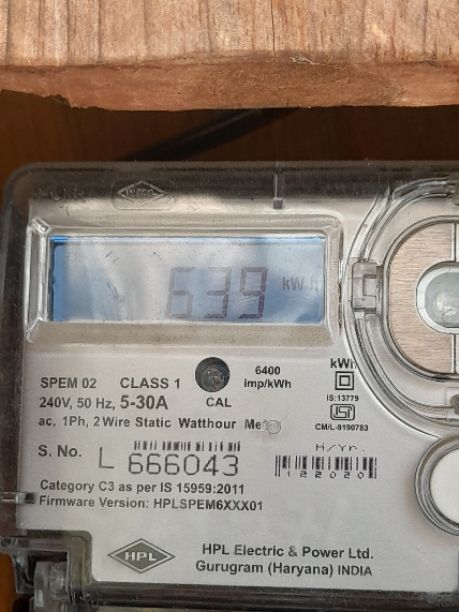 639 kWh
SPEM 02 CLASS 1
6400
imp/kWh
kWh
240V, 50 Hz, 5-30A
CAL
IS:13779
ac, 1Ph, 2 Wire Static Watthour
CM/L-9190783
S. No. L 666043
M/Yr.
122020
Category C3 as per IS 15959:2011
Firmware Version: HPLSPEM6XXX01
HPL
HPL Electric & Power Ltd.
Gurugram (Haryana) INDIA